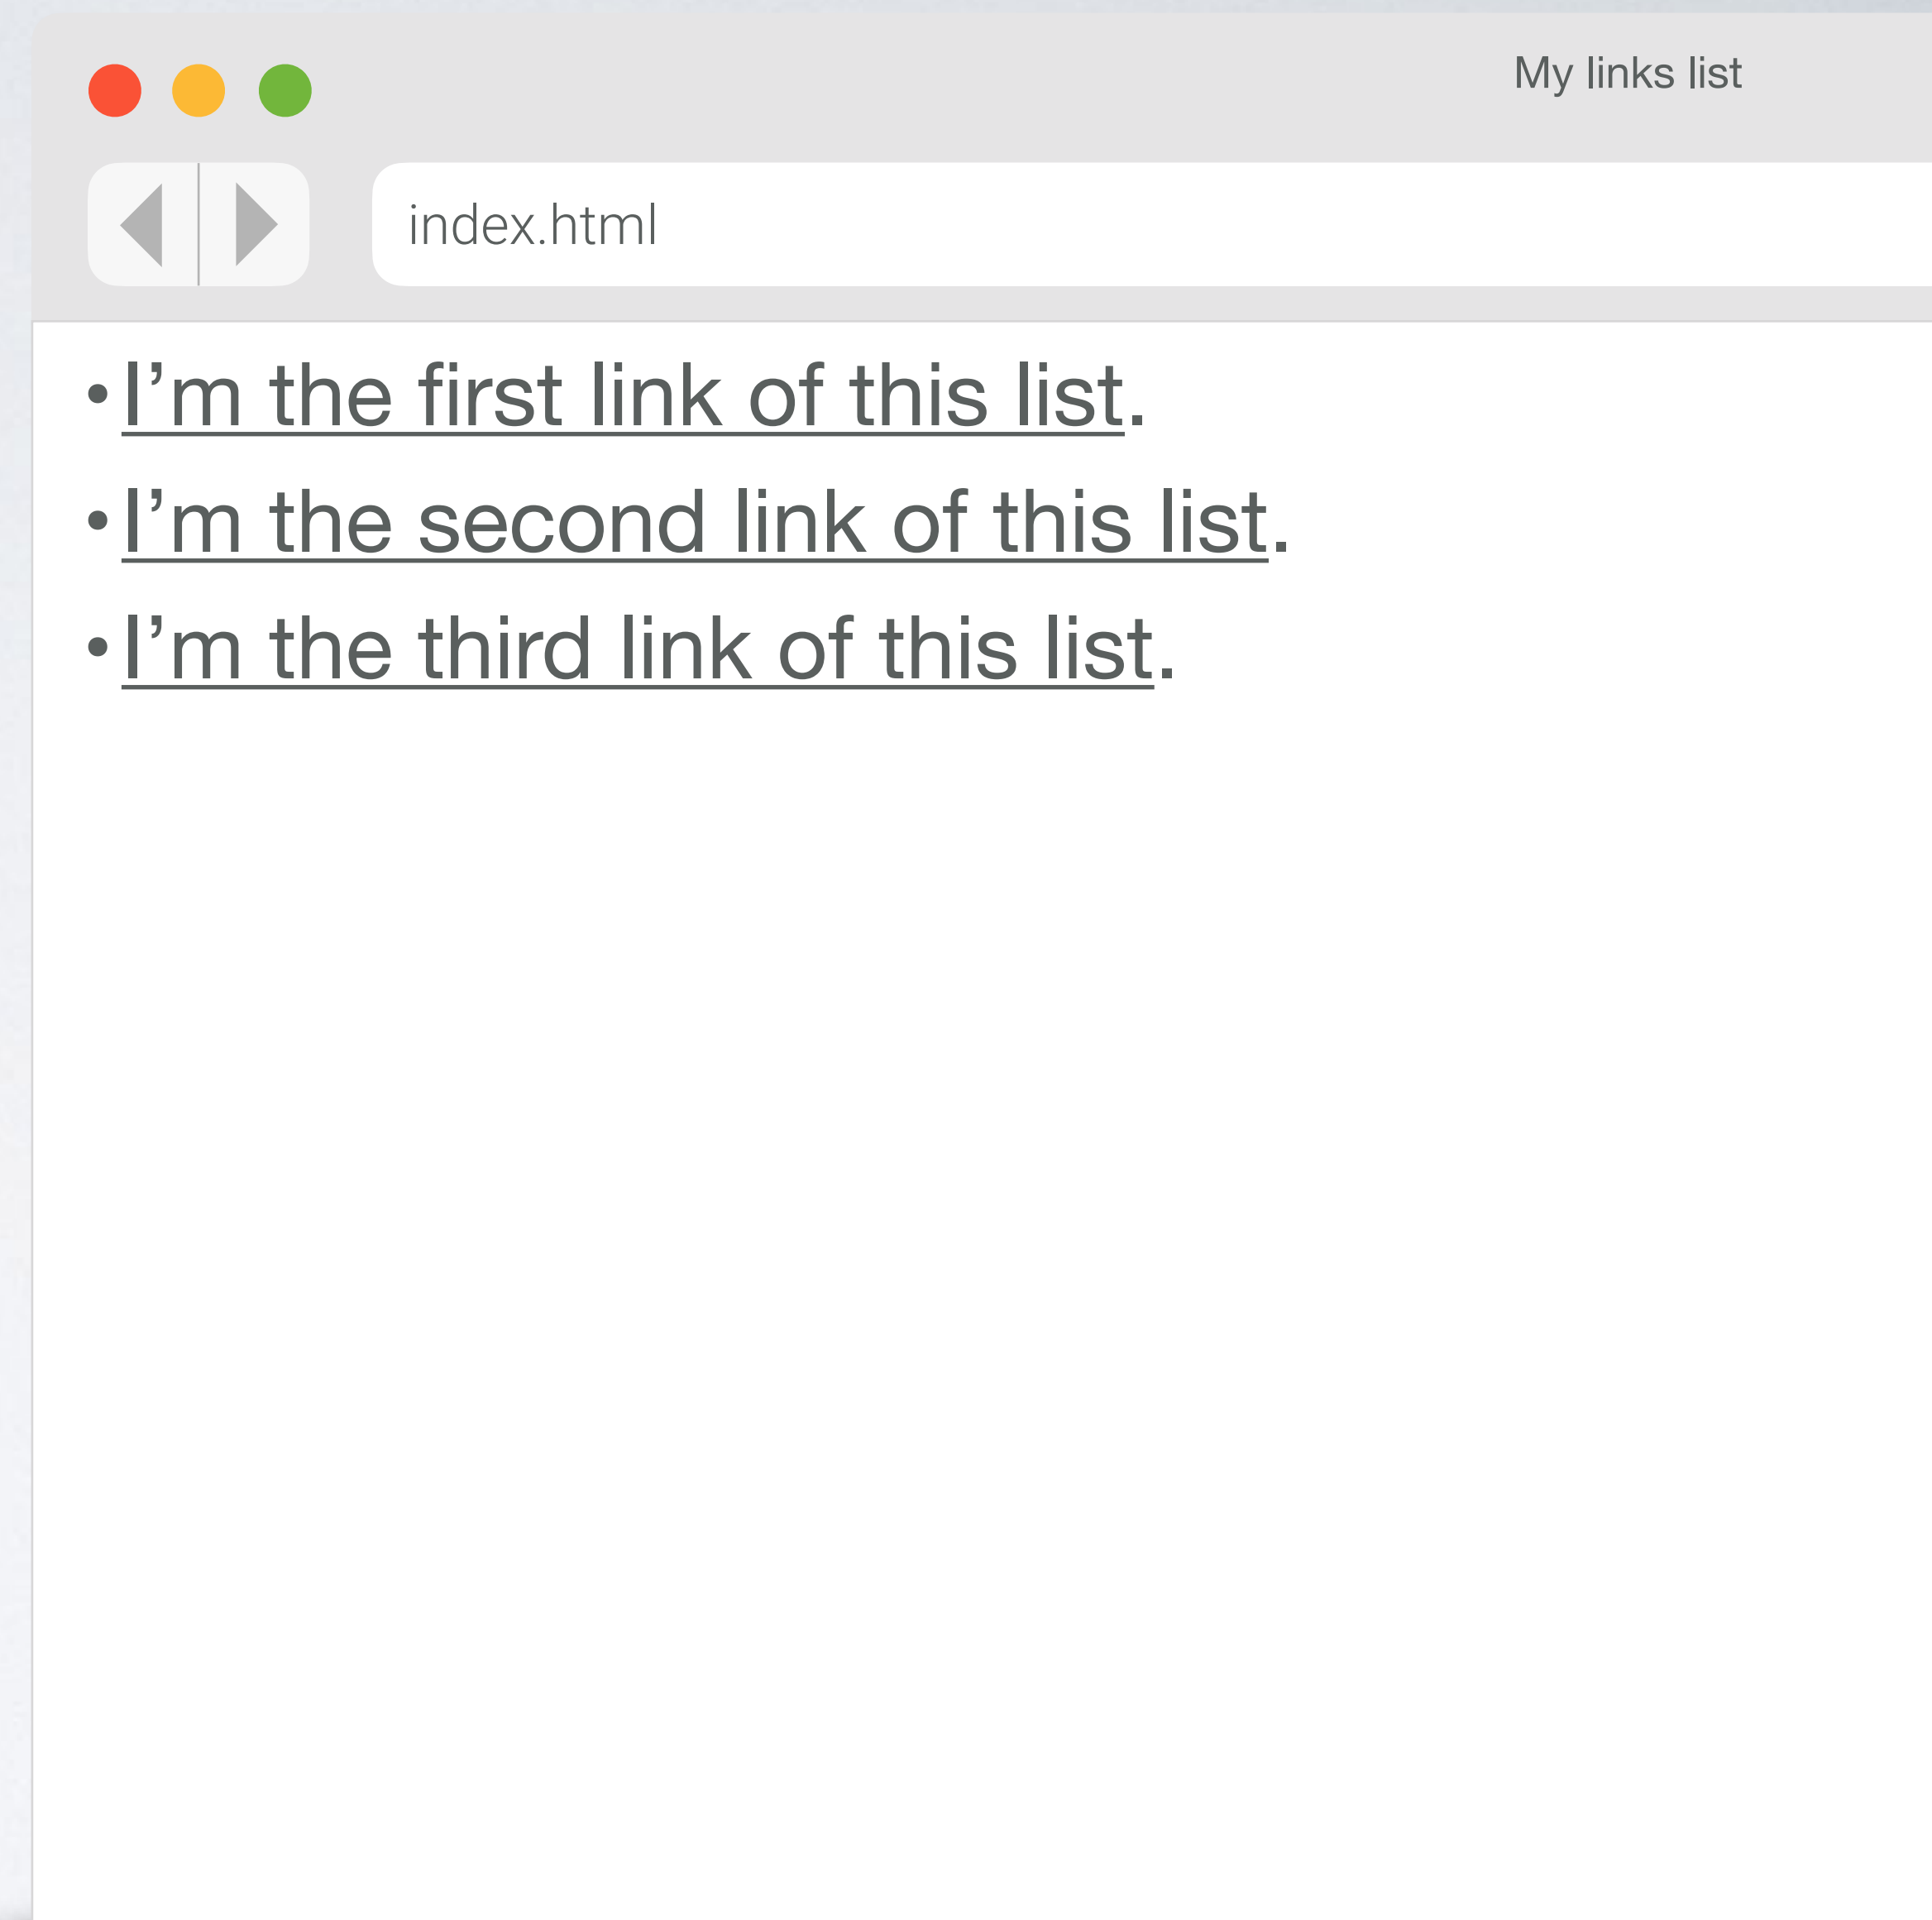 My links list
index.html
•I’m the first link of this list.
•I’m the second link of this list.
•I’m the third link of this list.